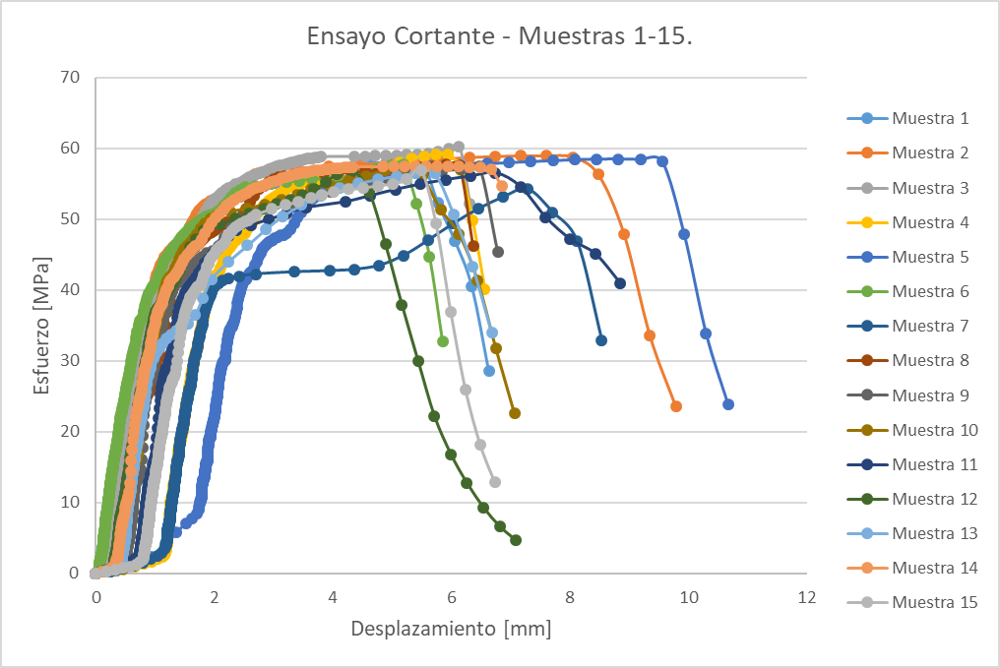 Ensayo Cortante - Muestras 1-15.
70
60
50
40
30
20
10
0
Esfuerzo [MPa]
0 2 4 6 8 10 12
Desplazamiento [mm]
Muestra 1
Muestra 2
Muestra 3
Muestra 4
Muestra 5
Muestra 6
Muestra 7
Muestra 8
Muestra 9
Muestra 10
Muestra 11
Muestra 12
Muestra 13
Muestra 14
Muestra 15